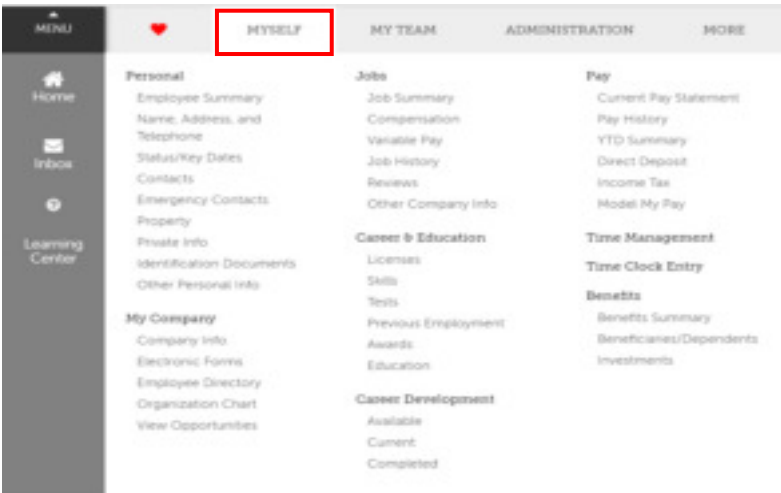 MENU
MYSELF
MY TEAM
ADMINISTRATION
MORE
Home
Inbox
Learning
Center
Personal
Employee Summary
Name, Address, and
Telephone
Status/Key Dates
Contacts
Emergency Contacts
Property
Private Info
Identification Documents
Other Personal Info
My Company
Company Info
Electronic Forms
Employee Directory
Organization Chart
View Opportunities
Jobs
Job Summary
Compensation
Variable Pay
Job History
Reviews
Other Company Info
Career & Education
Licenses
Skills
Tests
Previous Employment
Awards
Education
Career Development
Available
Current
Completed
Pay
Current Pay Statement
Pay History
YTD Summary
Direct Deposit
Income Tax
Model My Pay
Time Management
Time Clock Entry
Benefits
Benefits Summary
Beneficiaries/Dependents
Investments